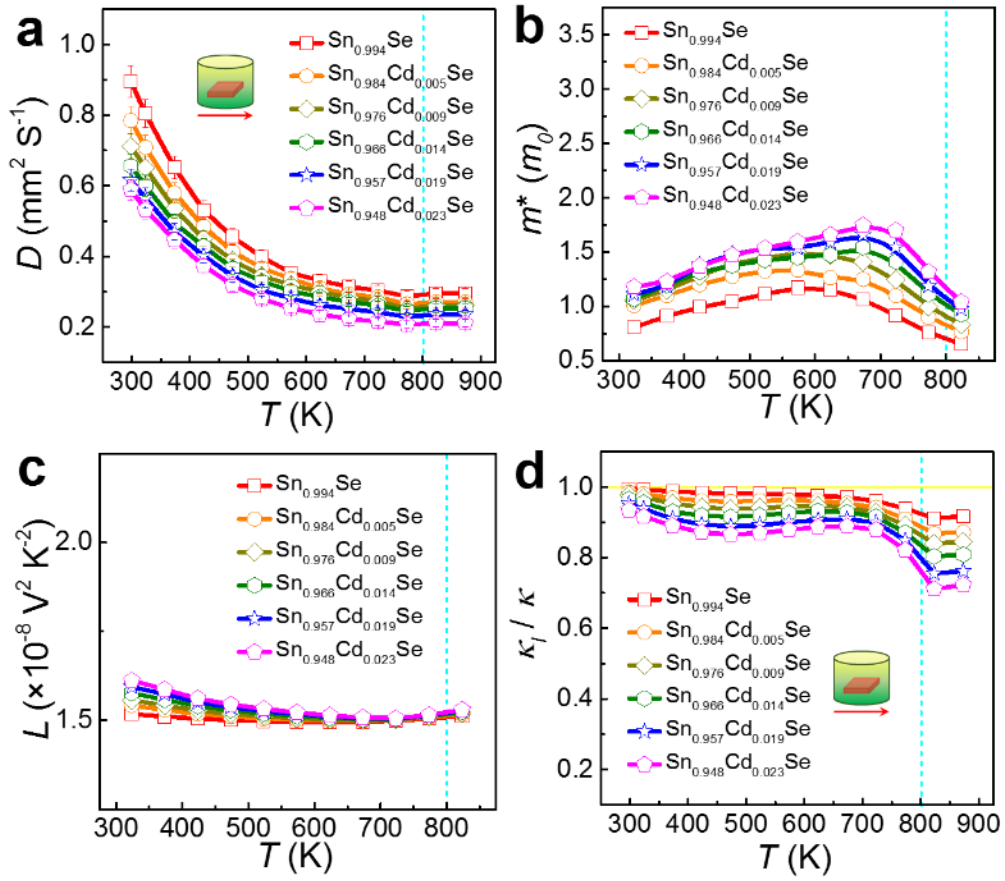 a
1.0
0.8
0.6
0.4
0.2
D (mm² S⁻¹)
Sn₀.₉₉₄Se
Sn₀.₉₈₄Cd₀.₀₀₅Se
Sn₀.₉₇₆Cd₀.₀₀₉Se
Sn₀.₉₆₆Cd₀.₀₁₄Se
Sn₀.₉₅₇Cd₀.₀₁₉Se
Sn₀.₉₄₈Cd₀.₀₂₃Se
300 400 500 600 700 800 900
T (K)
b
3.5
3.0
2.5
2.0
1.5
1.0
0.5
m* (m₀)
Sn₀.₉₉₄Se
Sn₀.₉₈₄Cd₀.₀₀₅Se
Sn₀.₉₇₆Cd₀.₀₀₉Se
Sn₀.₉₆₆Cd₀.₀₁₄Se
Sn₀.₉₅₇Cd₀.₀₁₉Se
Sn₀.₉₄₈Cd₀.₀₂₃Se
300 400 500 600 700 800
T (K)
c
2.0
1.5
L (×10⁻⁸ V² K⁻²)
Sn₀.₉₉₄Se
Sn₀.₉₈₄Cd₀.₀₀₅Se
Sn₀.₉₇₆Cd₀.₀₀₉Se
Sn₀.₉₆₆Cd₀.₀₁₄Se
Sn₀.₉₅₇Cd₀.₀₁₉Se
Sn₀.₉₄₈Cd₀.₀₂₃Se
300 400 500 600 700 800
T (K)
d
1.0
0.8
0.6
0.4
0.2
κₗ / κ
Sn₀.₉₉₄Se
Sn₀.₉₈₄Cd₀.₀₀₅Se
Sn₀.₉₇₆Cd₀.₀₀₉Se
Sn₀.₉₆₆Cd₀.₀₁₄Se
Sn₀.₉₅₇Cd₀.₀₁₉Se
Sn₀.₉₄₈Cd₀.₀₂₃Se
300 400 500 600 700 800 900
T (K)